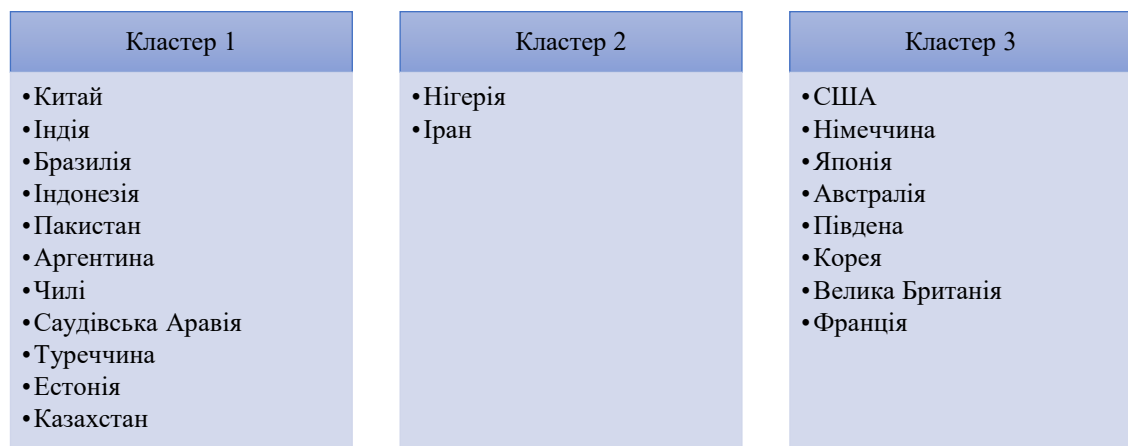 Кластер 1
•Китай
•Індія
•Бразилія
•Індонезія
•Пакистан
•Аргентина
•Чилі
•Саудівська Аравія
•Туреччина
•Естонія
•Казахстан
Кластер 2
•Нігерія
•Іран
Кластер 3
•США
•Німеччина
•Японія
•Австралія
•Південа
•Корея
•Велика Британія
•Франція